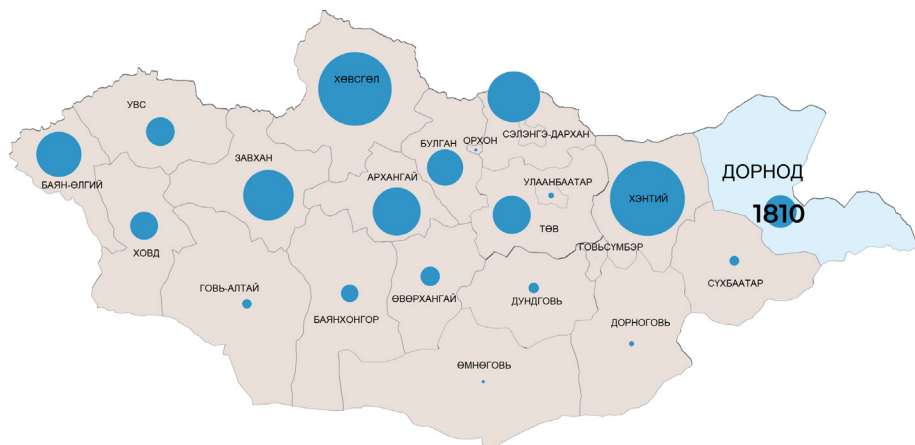 ХӨВСГӨЛ
УВС
СЭЛЭНГЭ-ДАРХАН
ОРХОН
БУЛГАН
ЗАВХАН
АРХАНГАЙ
БАЯН-ӨЛГИЙ
ДОРНОД
1810
УЛААНБААТАР
ХЭНТИЙ
ТӨВ
ГОВЬСҮМБЭР
ХОВД
СҮХБААТАР
ГОВЬ-АЛТАЙ
ӨВӨРХАНГАЙ
ДУНДГОВЬ
БАЯНХОНГОР
ДОРНОГОВЬ
ӨМНӨГОВЬ